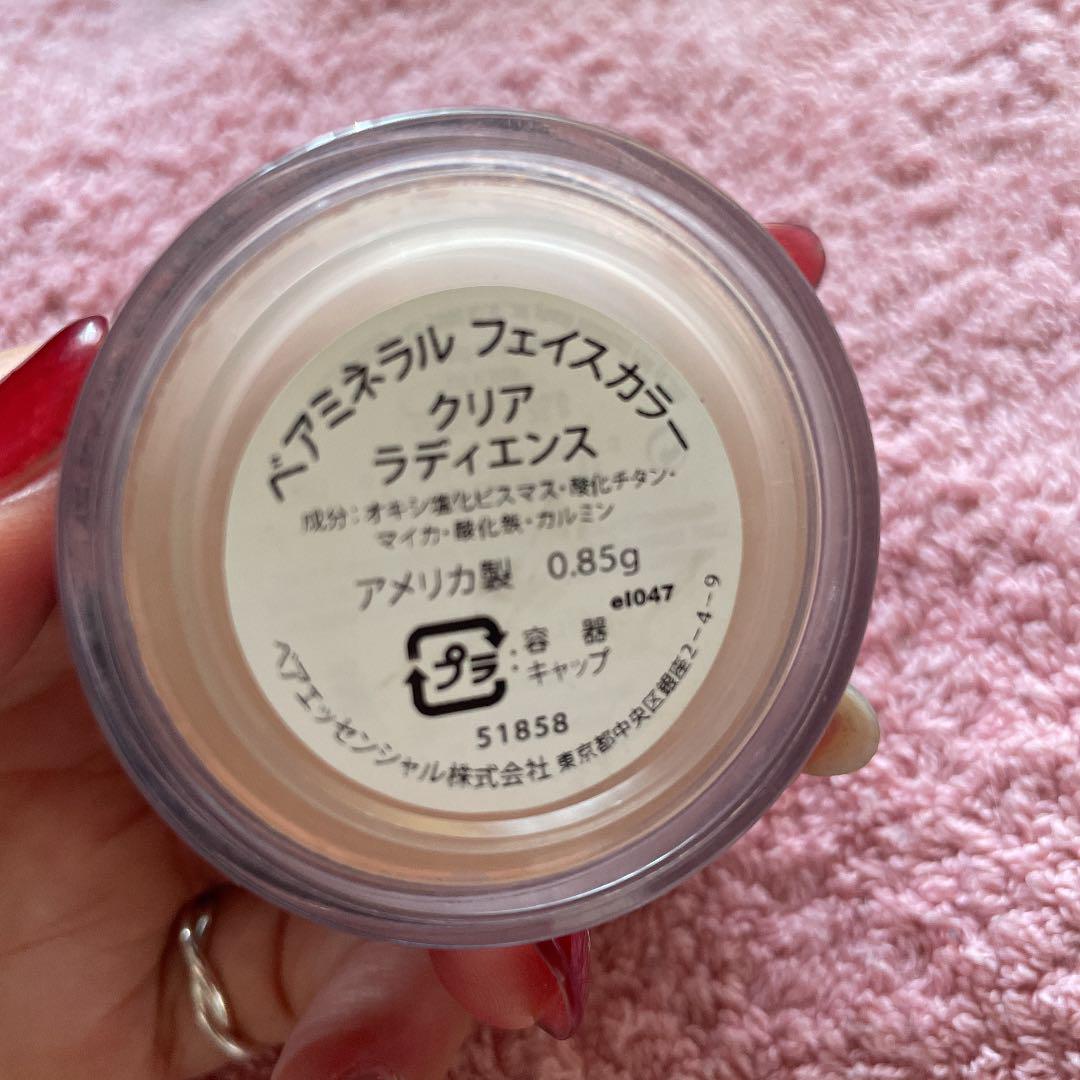 ベアミネラル フェイスカラー
クリア
ラディエンス
成分:オキシ塩化ビスマス・酸化チタン・
マイカ・酸化鉄・カルミン
アメリカ製 0.85g
el047
プラ :容器
:キャップ
51858
ベアエッセンシャル株式会社 東京都中央区銀座2-4-9